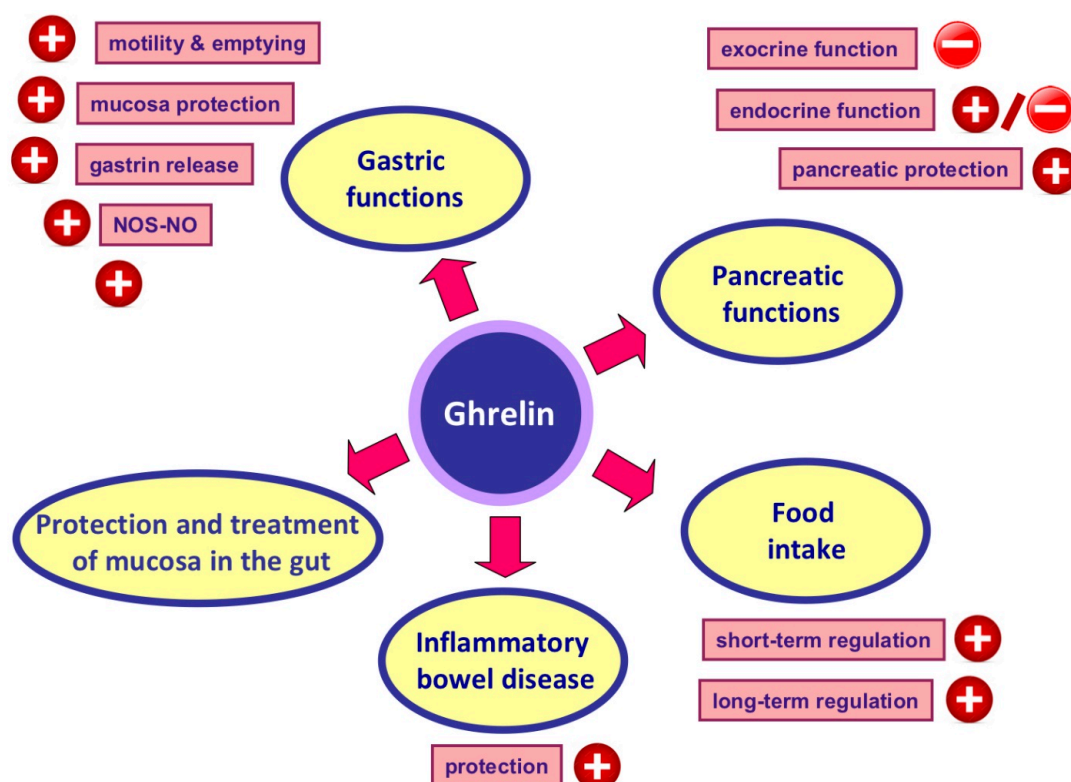 motility & emptying
mucosa protection
gastrin release
NOS-NO
Gastric
functions
exocrine function
endocrine function
/
pancreatic protection
Pancreatic
functions
Ghrelin
Protection and treatment
of mucosa in the gut
Food
intake
short-term regulation
long-term regulation
Inflammatory
bowel disease
protection